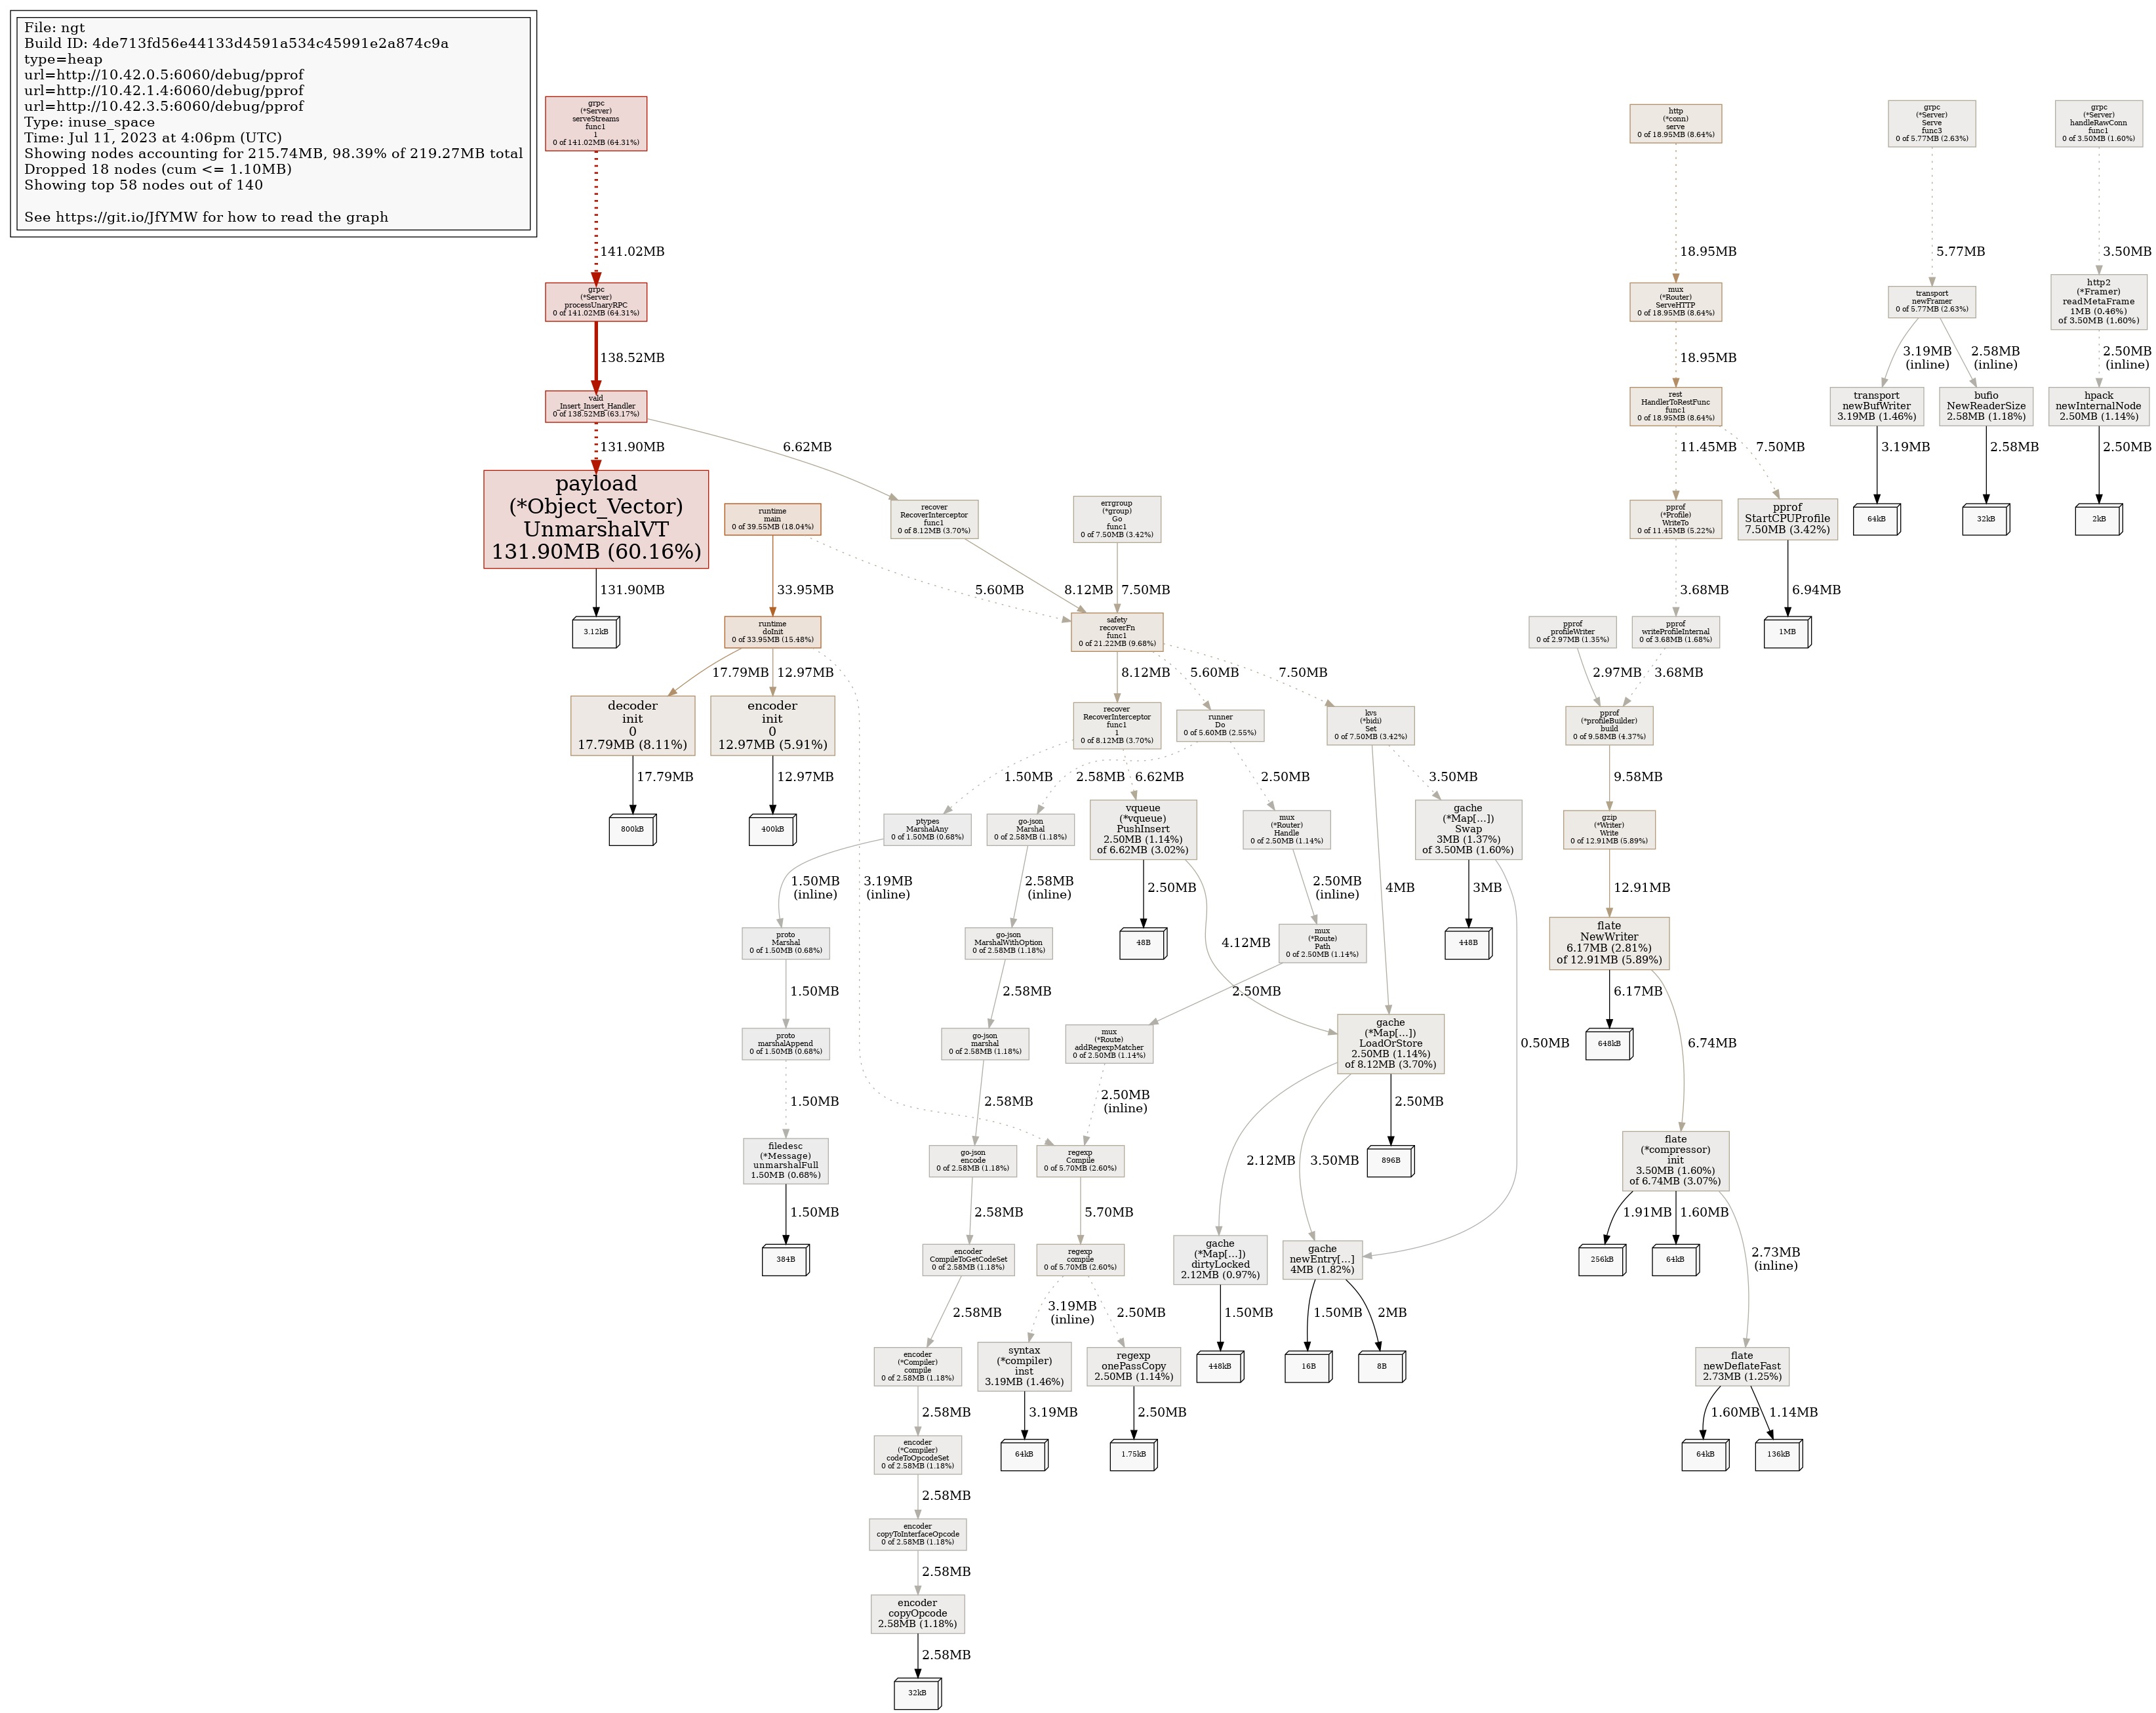 File: ngt
Build ID: 4de713fd56e44133d4591a534c45991e2a874c9a
type=heap
url=http://10.42.0.5:6060/debug/pprof
url=http://10.42.1.4:6060/debug/pprof
url=http://10.42.3.5:6060/debug/pprof
Type: inuse_space
Time: Jul 11, 2023 at 4:06pm (UTC)
Showing nodes accounting for 215.74MB, 98.39% of 219.27MB total
Dropped 18 nodes (cum <= 1.10MB)
Showing top 58 nodes out of 140
See https://git.io/JfYMW for how to read the graph
grpc
(*Server)
serveStreams
func1
1
0 of 141.02MB (64.31%)
http
(*conn)
serve
0 of 18.95MB (8.64%)
grpc
(*Server)
Serve
func3
0 of 5.77MB (2.63%)
grpc
(*Server)
handleRawConn
func1
0 of 3.50MB (1.60%)
141.02MB
18.95MB
5.77MB
3.50MB
grpc
(*Server)
processUnaryRPC
0 of 141.02MB (64.31%)
mux
(*Router)
ServeHTTP
0 of 18.95MB (8.64%)
transport
newFramer
0 of 5.77MB (2.63%)
http2
(*Framer)
readMetaFrame
1MB (0.46%)
of 3.50MB (1.60%)
138.52MB
18.95MB
3.19MB
(inline)
2.58MB
(inline)
2.50MB
(inline)
vald
_Insert_Insert_Handler
0 of 138.52MB (63.17%)
rest
HandlerToRestFunc
func1
0 of 18.95MB (8.64%)
transport
newBufWriter
3.19MB (1.46%)
bufio
NewReaderSize
2.58MB (1.18%)
hpack
newInternalNode
2.50MB (1.14%)
131.90MB
6.62MB
11.45MB
7.50MB
3.19MB
2.58MB
2.50MB
payload
(*Object_Vector)
UnmarshalVT
131.90MB (60.16%)
runtime
main
0 of 39.55MB (18.04%)
recover
RecoverInterceptor
func1
0 of 8.12MB (3.70%)
errgroup
(*group)
Go
func1
0 of 7.50MB (3.42%)
pprof
(*Profile)
WriteTo
0 of 11.45MB (5.22%)
pprof
StartCPUProfile
7.50MB (3.42%)
64kB
32kB
2kB
131.90MB
33.95MB
5.60MB
8.12MB
7.50MB
3.68MB
6.94MB
3.12kB
runtime
doInit
0 of 33.95MB (15.48%)
safety
recoverFn
func1
0 of 21.22MB (9.68%)
pprof
profileWriter
0 of 2.97MB (1.35%)
pprof
writeProfileInternal
0 of 3.68MB (1.68%)
1MB
17.79MB
12.97MB
8.12MB
5.60MB
7.50MB
2.97MB
3.68MB
decoder
init
0
17.79MB (8.11%)
encoder
init
0
12.97MB (5.91%)
recover
RecoverInterceptor
func1
1
0 of 8.12MB (3.70%)
runner
Do
0 of 5.60MB (2.55%)
kvs
(*bidi)
Set
0 of 7.50MB (3.42%)
pprof
(*profileBuilder)
build
0 of 9.58MB (4.37%)
17.79MB
12.97MB
1.50MB
2.58MB
6.62MB
2.50MB
3.50MB
9.58MB
800kB
400kB
ptypes
MarshalAny
0 of 1.50MB (0.68%)
go-json
Marshal
0 of 2.58MB (1.18%)
vqueue
(*vqueue)
PushInsert
2.50MB (1.14%)
of 6.62MB (3.02%)
mux
(*Router)
Handle
0 of 2.50MB (1.14%)
gache
(*Map[...])
Swap
3MB (1.37%)
of 3.50MB (1.60%)
gzip
(*Writer)
Write
0 of 12.91MB (5.89%)
1.50MB
(inline)
3.19MB
(inline)
2.58MB
(inline)
2.50MB
2.50MB
(inline)
4MB
3MB
12.91MB
proto
Marshal
0 of 1.50MB (0.68%)
go-json
MarshalWithOption
0 of 2.58MB (1.18%)
48B
4.12MB
mux
(*Route)
Path
0 of 2.50MB (1.14%)
448B
flate
NewWriter
6.17MB (2.81%)
of 12.91MB (5.89%)
1.50MB
2.58MB
2.50MB
6.17MB
proto
marshalAppend
0 of 1.50MB (0.68%)
go-json
marshal
0 of 2.58MB (1.18%)
mux
(*Route)
addRegexpMatcher
0 of 2.50MB (1.14%)
gache
(*Map[...])
LoadOrStore
2.50MB (1.14%)
of 8.12MB (3.70%)
0.50MB
648kB
6.74MB
1.50MB
2.58MB
2.50MB
(inline)
2.50MB
filedesc
(*Message)
unmarshalFull
1.50MB (0.68%)
go-json
encode
0 of 2.58MB (1.18%)
regexp
Compile
0 of 5.70MB (2.60%)
2.12MB
3.50MB
896B
flate
(*compressor)
init
3.50MB (1.60%)
of 6.74MB (3.07%)
1.50MB
2.58MB
5.70MB
1.91MB
1.60MB
2.73MB
(inline)
384B
encoder
CompileToGetCodeSet
0 of 2.58MB (1.18%)
regexp
compile
0 of 5.70MB (2.60%)
gache
(*Map[...])
dirtyLocked
2.12MB (0.97%)
gache
newEntry[...]
4MB (1.82%)
256kB
64kB
2.58MB
3.19MB
(inline)
2.50MB
1.50MB
1.50MB
2MB
encoder
(*Compiler)
compile
0 of 2.58MB (1.18%)
syntax
(*compiler)
inst
3.19MB (1.46%)
regexp
onePassCopy
2.50MB (1.14%)
448kB
16B
8B
flate
newDeflateFast
2.73MB (1.25%)
2.58MB
3.19MB
2.50MB
1.60MB
1.14MB
encoder
(*Compiler)
codeToOpcodeSet
0 of 2.58MB (1.18%)
64kB
1.75kB
64kB
136kB
2.58MB
encoder
copyToInterfaceOpcode
0 of 2.58MB (1.18%)
2.58MB
encoder
copyOpcode
2.58MB (1.18%)
2.58MB
32kB